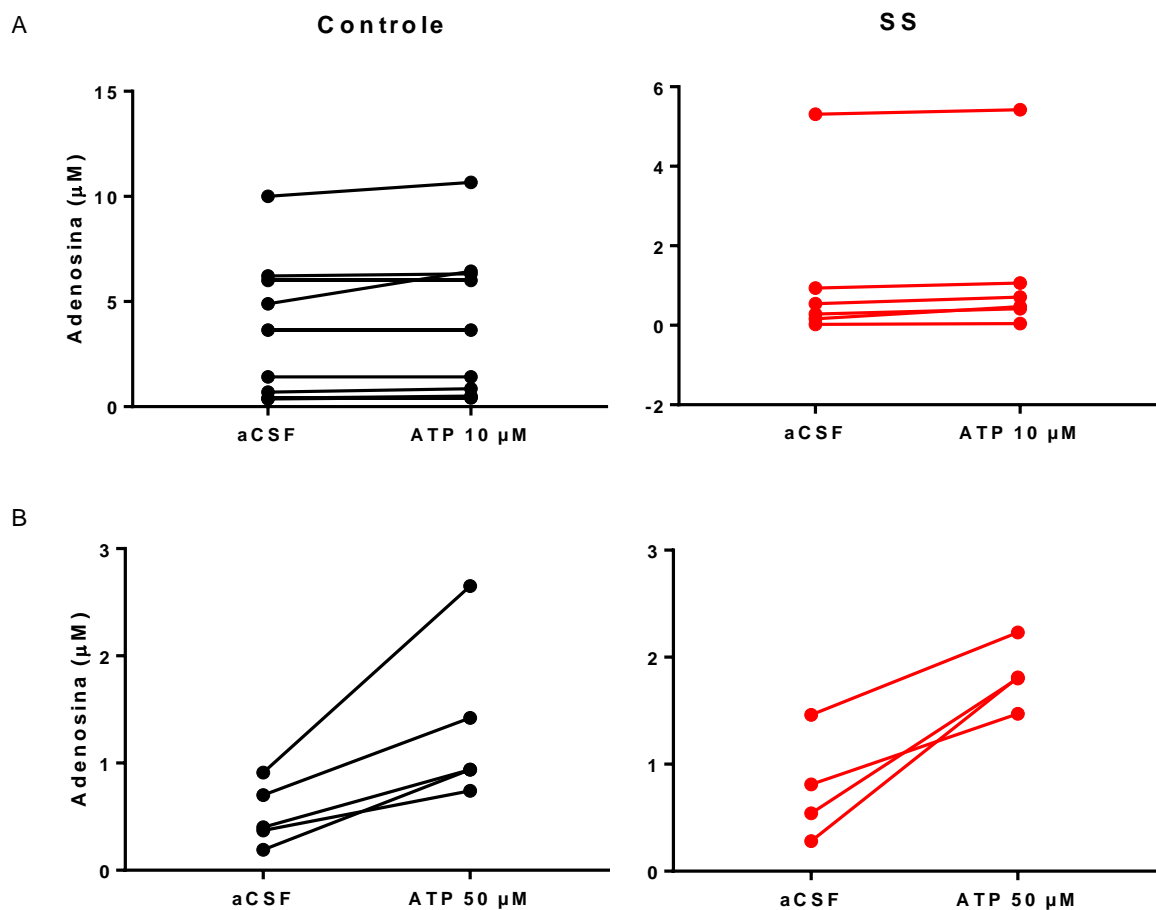 A
Controle
SS
Adenosina (µM)
15
10
5
0
aCSF
ATP 10 µM
6
4
2
0
-2
aCSF
ATP 10 µM
B
Adenosina (µM)
3
2
1
0
aCSF
ATP 50 µM
3
2
1
0
aCSF
ATP 50 µM